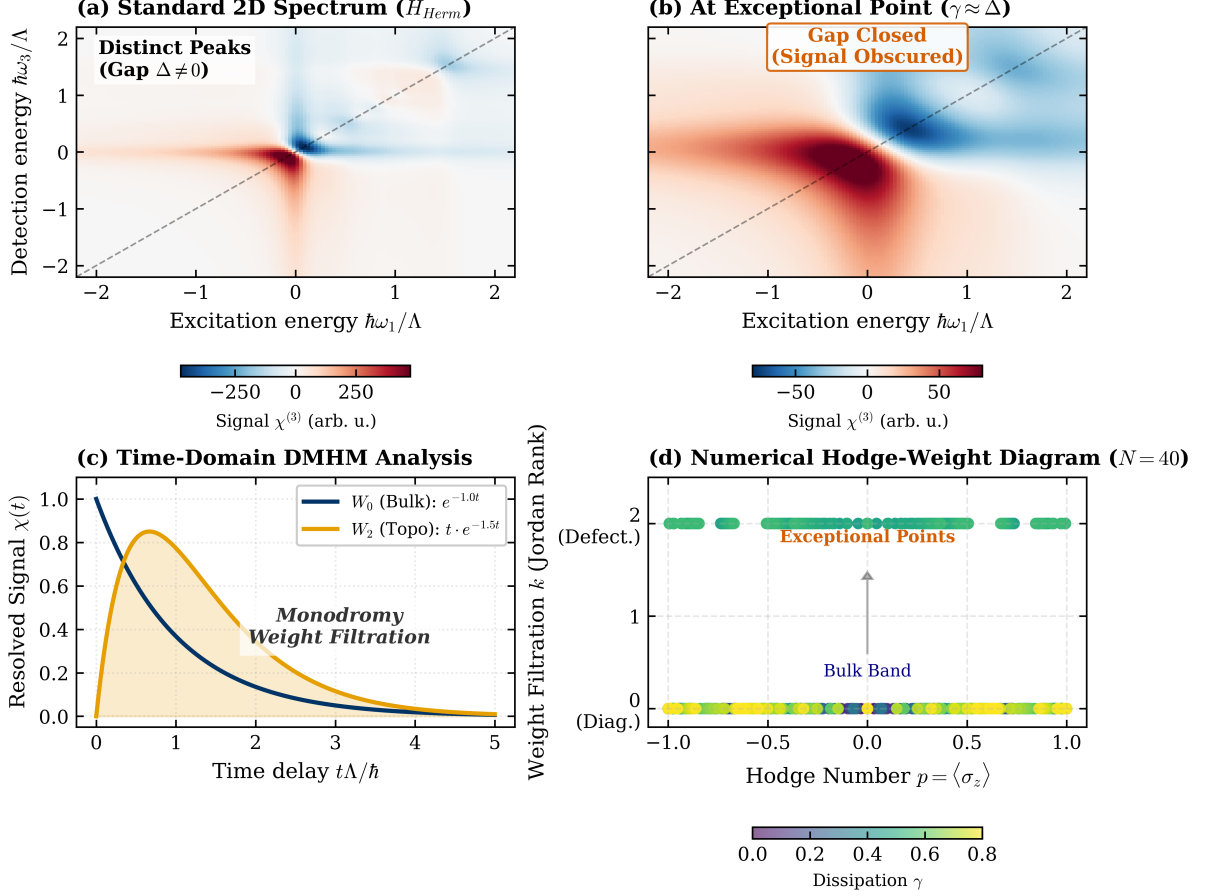 (a) Standard 2D Spectrum (H_Herm)
Distinct Peaks
(Gap Δ ≠ 0)
Detection energy ħω₃/Λ
2
1
0
−1
−2
−2 −1 0 1 2
Excitation energy ħω₁/Λ
−250 0 250
Signal χ⁽³⁾ (arb. u.)
(b) At Exceptional Point (γ ≈ Δ)
Gap Closed
(Signal Obscured)
−2 −1 0 1 2
Excitation energy ħω₁/Λ
−50 0 50
Signal χ⁽³⁾ (arb. u.)
(c) Time-Domain DMHM Analysis
Resolved Signal χ(t)
1.0
0.8
0.6
0.4
0.2
0.0
W₀ (Bulk): e^{−1.0t}
W₂ (Topo): t · e^{−1.5t}
Monodromy
Weight Filtration
0 1 2 3 4 5
Time delay tΛ/ħ
(d) Numerical Hodge-Weight Diagram (N = 40)
Weight Filtration k (Jordan Rank)
2
(Defect.)
1
0
(Diag.)
Exceptional Points
Bulk Band
−1.0 −0.5 0.0 0.5 1.0
Hodge Number p = ⟨σ_z⟩
0.0 0.2 0.4 0.6 0.8
Dissipation γ